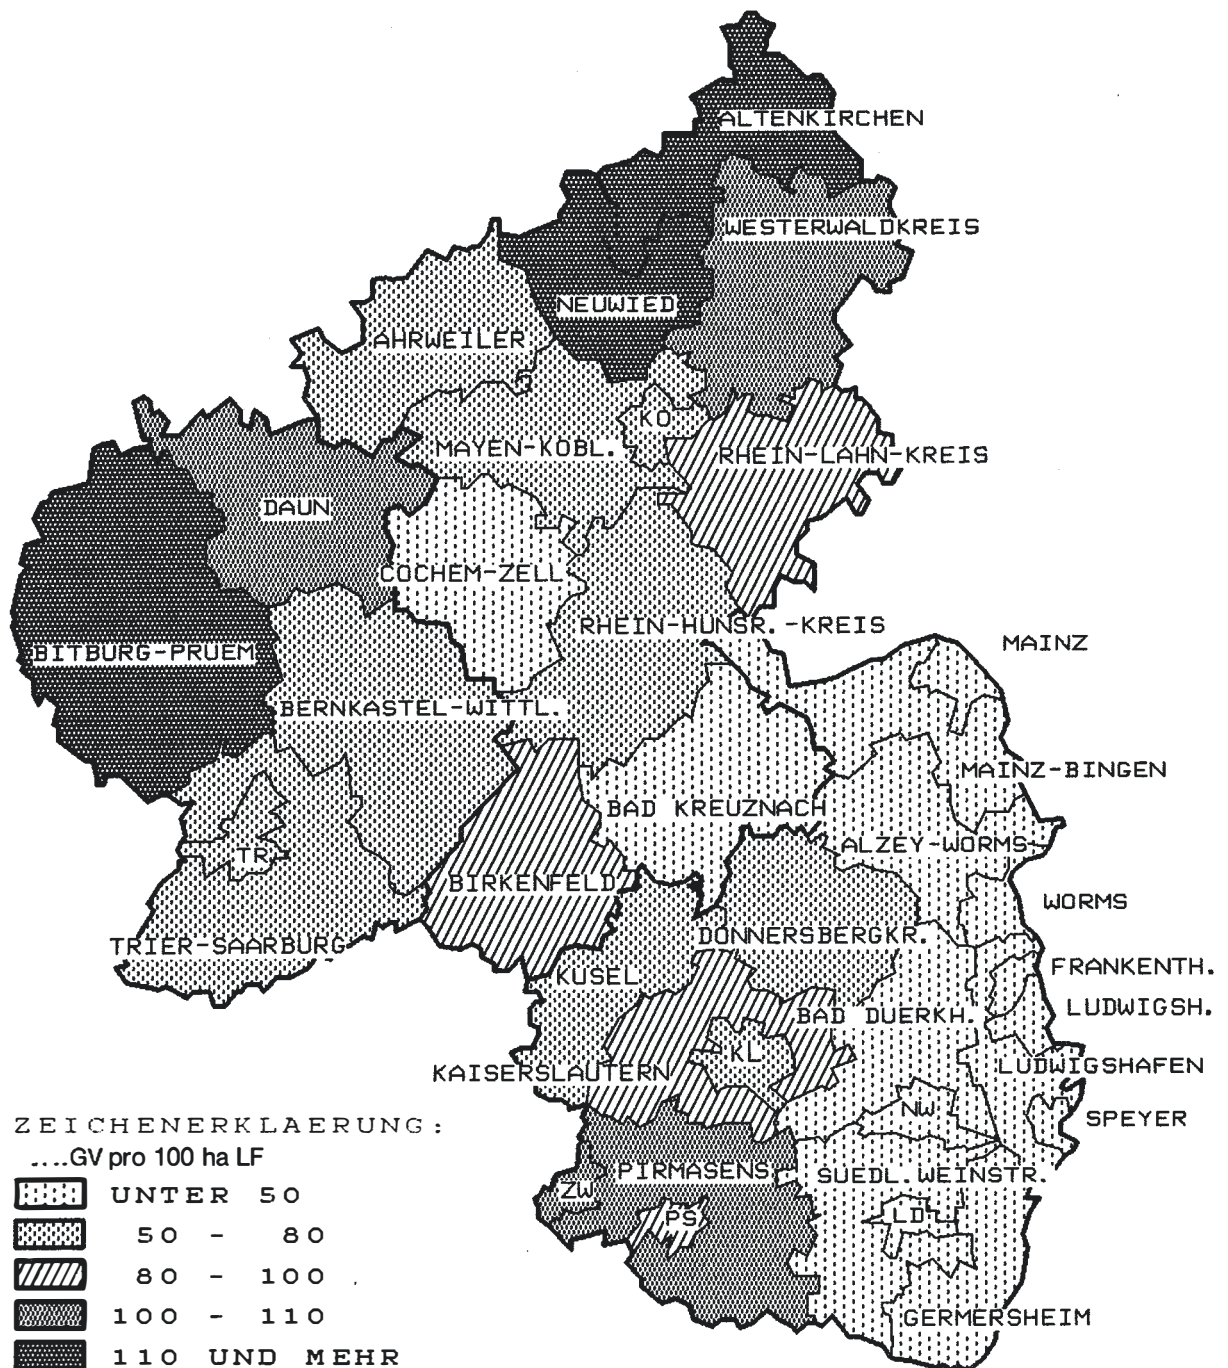 ALTENKIRCHEN
WESTERWALDKREIS
NEUWIED
AHRWEILER
KO
MAYEN-KOBL.
RHEIN-LAHN-KREIS
DAUN
COCHEM-ZELL
RHEIN-HUNSR.-KREIS
MAINZ
BITBURG-PRUEM
BERNKASTEL-WITTL.
MAINZ-BINGEN
BAD KREUZNACH
ALZEY-WORMS
TR
BIRKENFELD
WORMS
TRIER-SAARBURG
DONNERSBERGKR.
FRANKENTH.
KUSEL
LUDWIGSH.
BAD DUERKH.
KL
LUDWIGSHAFEN
KAISERSLAUTERN
NW
SPEYER
PIRMASENS
SUEDL.WEINSTR.
ZW
PS
LD
GERMERSHEIM
ZEICHENERKLAERUNG:
....GV pro 100 ha LF
UNTER 50
50 - 80
80 - 100
100 - 110
110 UND MEHR